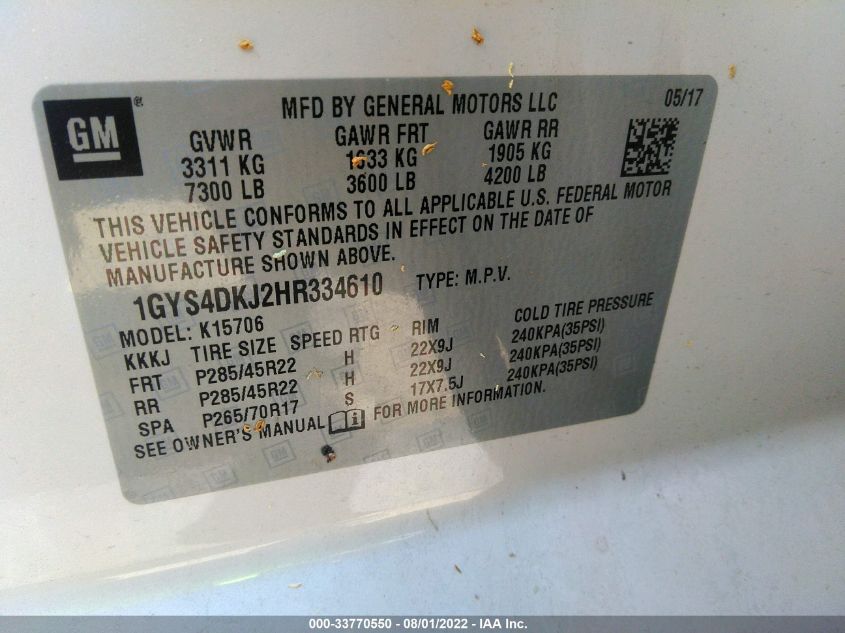 GM
®
MFD BY GENERAL MOTORS LLC
05/17
GVWR GAWR FRT GAWR RR
3311 KG 1633 KG 1905 KG
7300 LB 3600 LB 4200 LB
THIS VEHICLE CONFORMS TO ALL APPLICABLE U.S. FEDERAL MOTOR
VEHICLE SAFETY STANDARDS IN EFFECT ON THE DATE OF
MANUFACTURE SHOWN ABOVE.
1GYS4DKJ2HR334610 TYPE: M.P.V.
MODEL: K15706
KKKJ TIRE SIZE SPEED RTG RIM COLD TIRE PRESSURE
FRT P285/45R22 H 22X9J 240KPA(35PSI)
RR P285/45R22 H 22X9J 240KPA(35PSI)
SPA P265/70R17 S 17X7.5J 240KPA(35PSI)
SEE OWNER'S MANUAL FOR MORE INFORMATION.
000-33770550 - 08/01/2022 - IAA Inc.